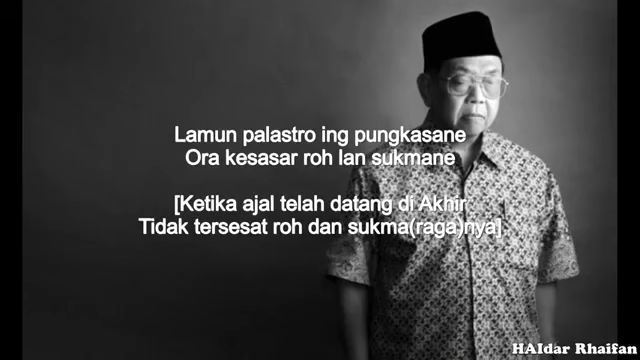 Lamun palastro ing pungkasane
Ora kesasar roh lan sukmane
[Ketika ajal telah datang di Akhir
Tidak tersesat roh dan sukma(raga)nya]
HAIdar Rhaifan